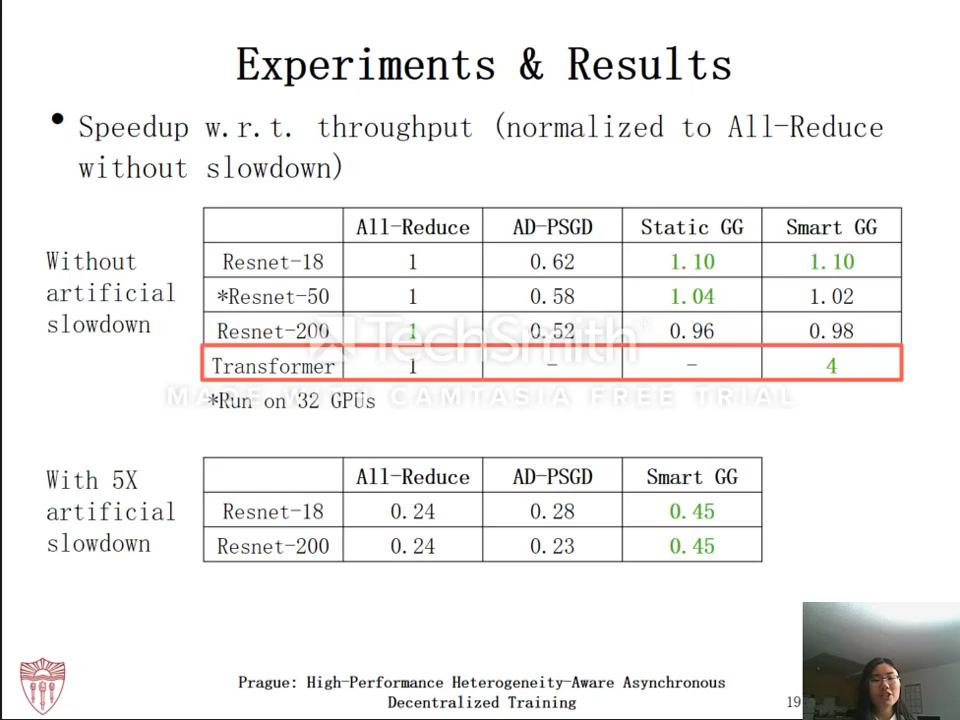 Experiments & Results
• Speedup w.r.t. throughput (normalized to All-Reduce
without slowdown)
Without
artificial
slowdown
All-Reduce AD-PSGD Static GG Smart GG
Resnet-18 1 0.62 1.10 1.10
*Resnet-50 1 0.58 1.04 1.02
Resnet-200 1 0.52 0.96 0.98
Transformer 1 - - 4
TechSmith
MADE WITH CAMTASIA FREE TRIAL
*Run on 32 GPUs
With 5X
artificial
slowdown
All-Reduce AD-PSGD Smart GG
Resnet-18 0.24 0.28 0.45
Resnet-200 0.24 0.23 0.45
Prague: High-Performance Heterogeneity-Aware Asynchronous
Decentralized Training
19